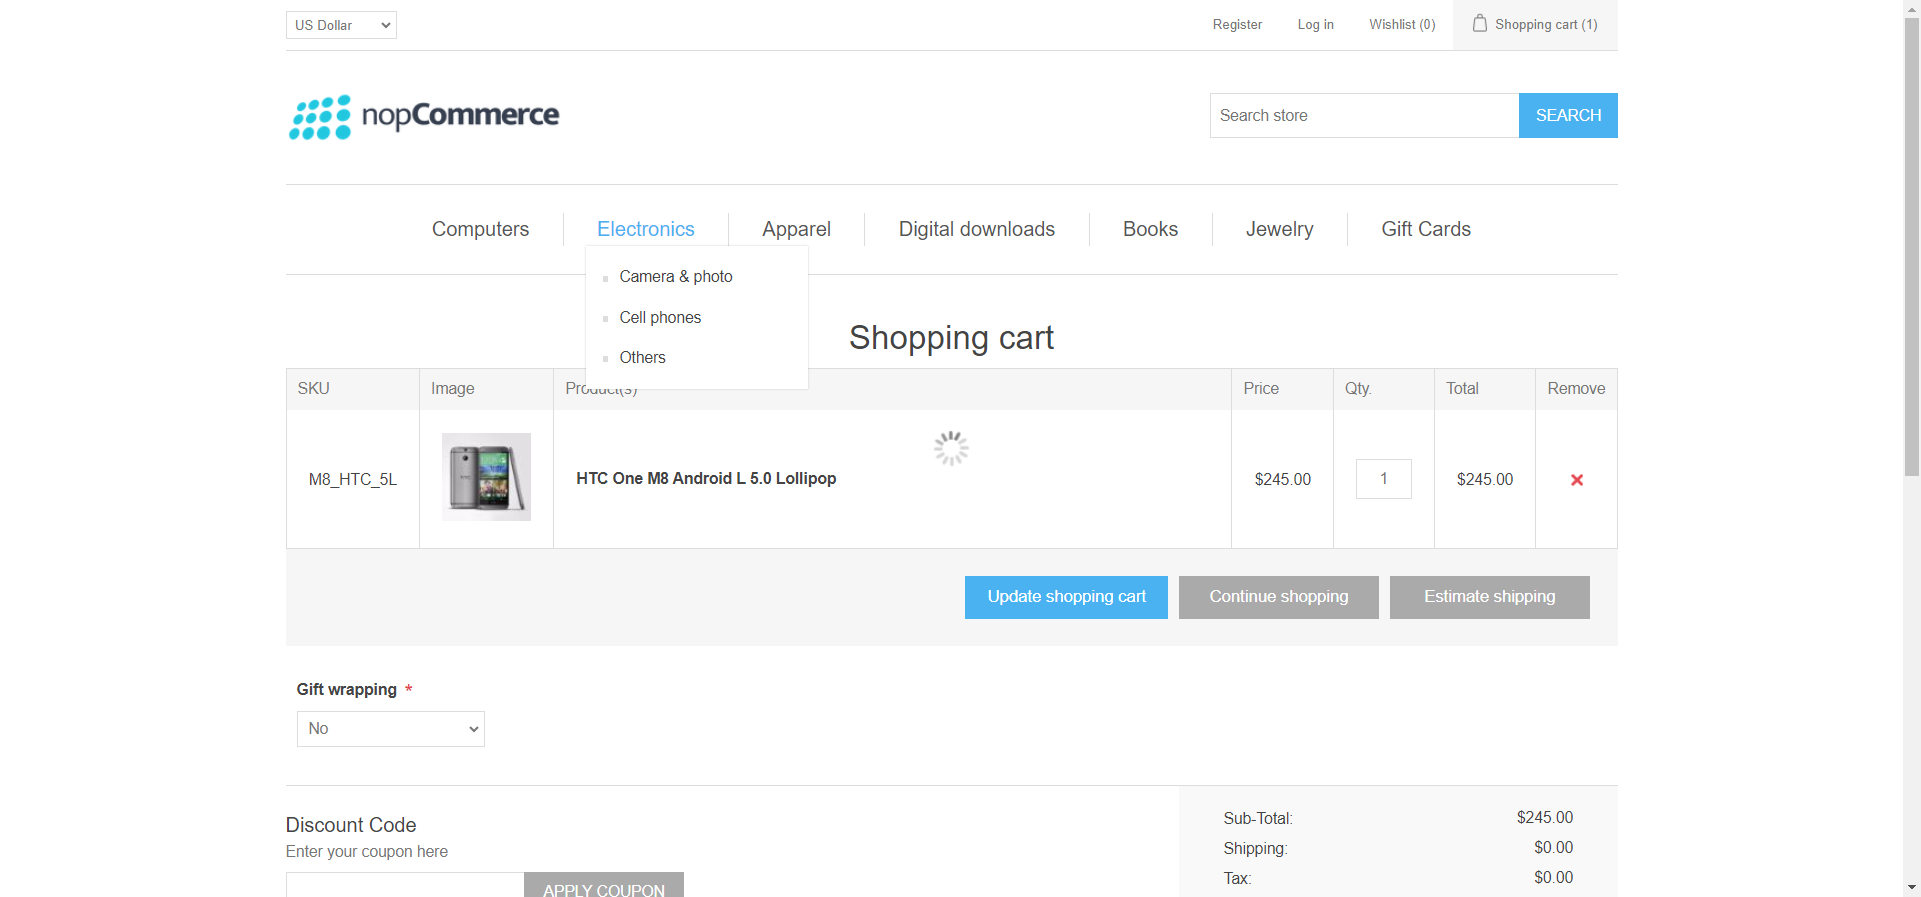 US Dollar
Register
Log in
Wishlist (0)
Shopping cart (1)
nopCommerce
Search store
SEARCH
Computers
Electronics
Apparel
Digital downloads
Books
Jewelry
Gift Cards
Camera & photo
Cell phones
Others
Shopping cart
SKU
Image
Product(s)
Price
Qty.
Total
Remove
M8_HTC_5L
HTC One M8 Android L 5.0 Lollipop
$245.00
1
$245.00
Update shopping cart
Continue shopping
Estimate shipping
Gift wrapping *
No
Discount Code
Enter your coupon here
APPLY COUPON
Sub-Total: $245.00
Shipping: $0.00
Tax: $0.00